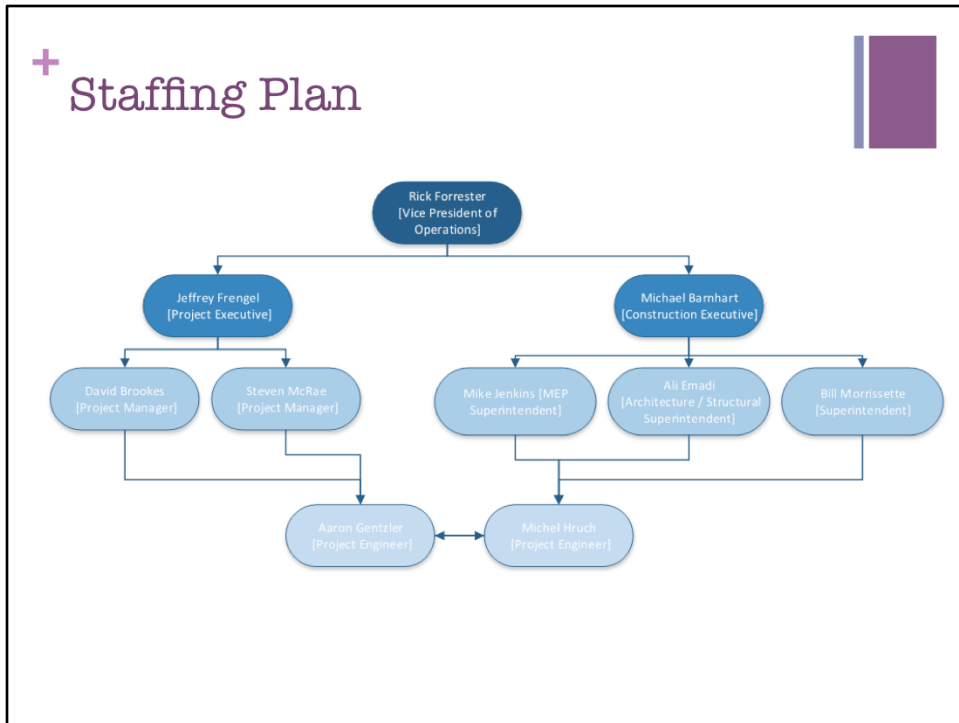 +
Staffing Plan
Rick Forrester
[Vice President of
Operations]
Jeffrey Frengel
[Project Executive]
Michael Barnhart
[Construction Executive]
David Brookes
[Project Manager]
Steven McRae
[Project Manager]
Mike Jenkins [MEP
Superintendent]
Ali Emadi
[Architecture / Structural
Superintendent]
Bill Morrissette
[Superintendent]
Aaron Gentzler
[Project Engineer]
Michel Hruch
[Project Engineer]